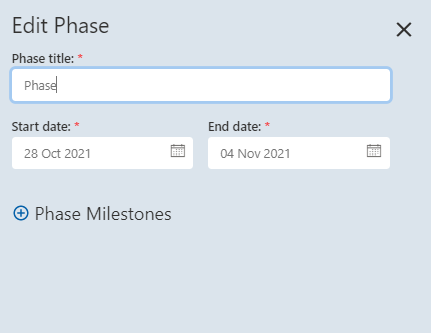 Edit Phase
Phase title: *
Phase
Start date: * End date: *
28 Oct 2021 04 Nov 2021
Phase Milestones